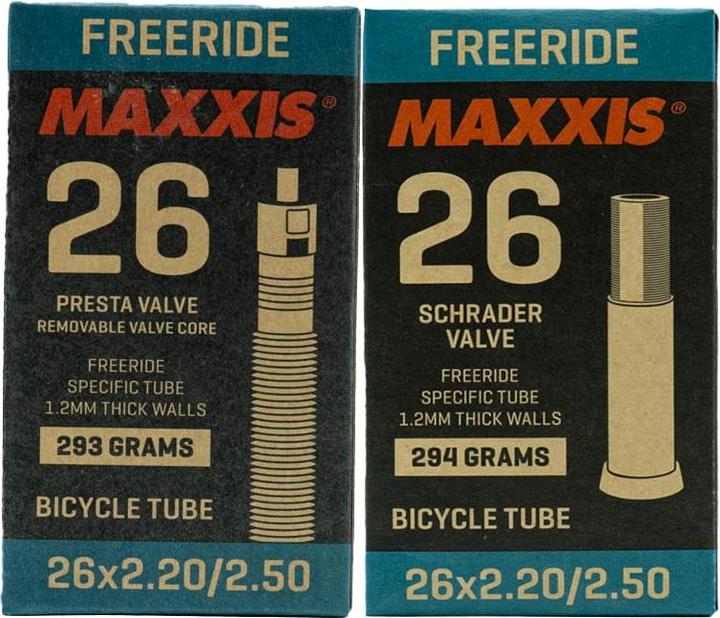 FREERIDE
MAXXIS®
26
PRESTA VALVE
REMOVABLE VALVE CORE
FREERIDE
SPECIFIC TUBE
1.2MM THICK WALLS
293 GRAMS
BICYCLE TUBE
26x2.20/2.50
FREERIDE
MAXXIS®
26
SCHRADER
VALVE
FREERIDE
SPECIFIC TUBE
1.2MM THICK WALLS
294 GRAMS
BICYCLE TUBE
26x2.20/2.50